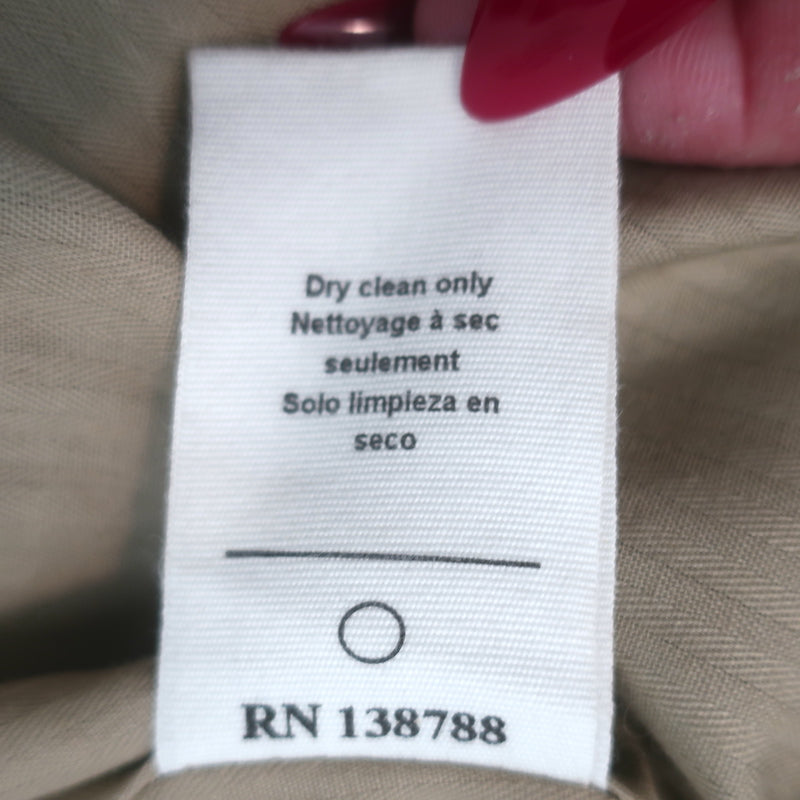 Dry clean only
Nettoyage à sec
seulement
Solo limpieza en
seco
RN 138788